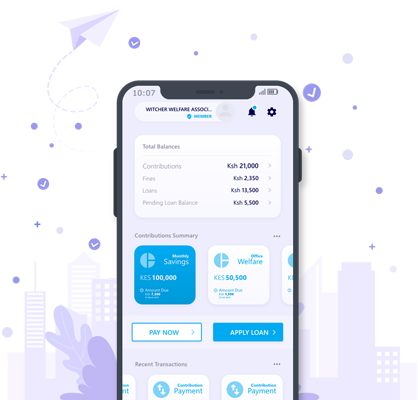 10:07
WITCHER WELFARE ASSOCI...
MEMBER
Total Balances
Contributions Ksh 21,000
Fines Ksh 2,350
Loans Ksh 13,500
Pending Loan Balance Ksh 5,500
Contributions Summary
Monthly
Savings
KES 100,000
Amount Due
Office
Welfare
KES 50,500
Amount Due
PAY NOW
APPLY LOAN
Recent Transactions
Contribution
Payment
Contribution
Payment